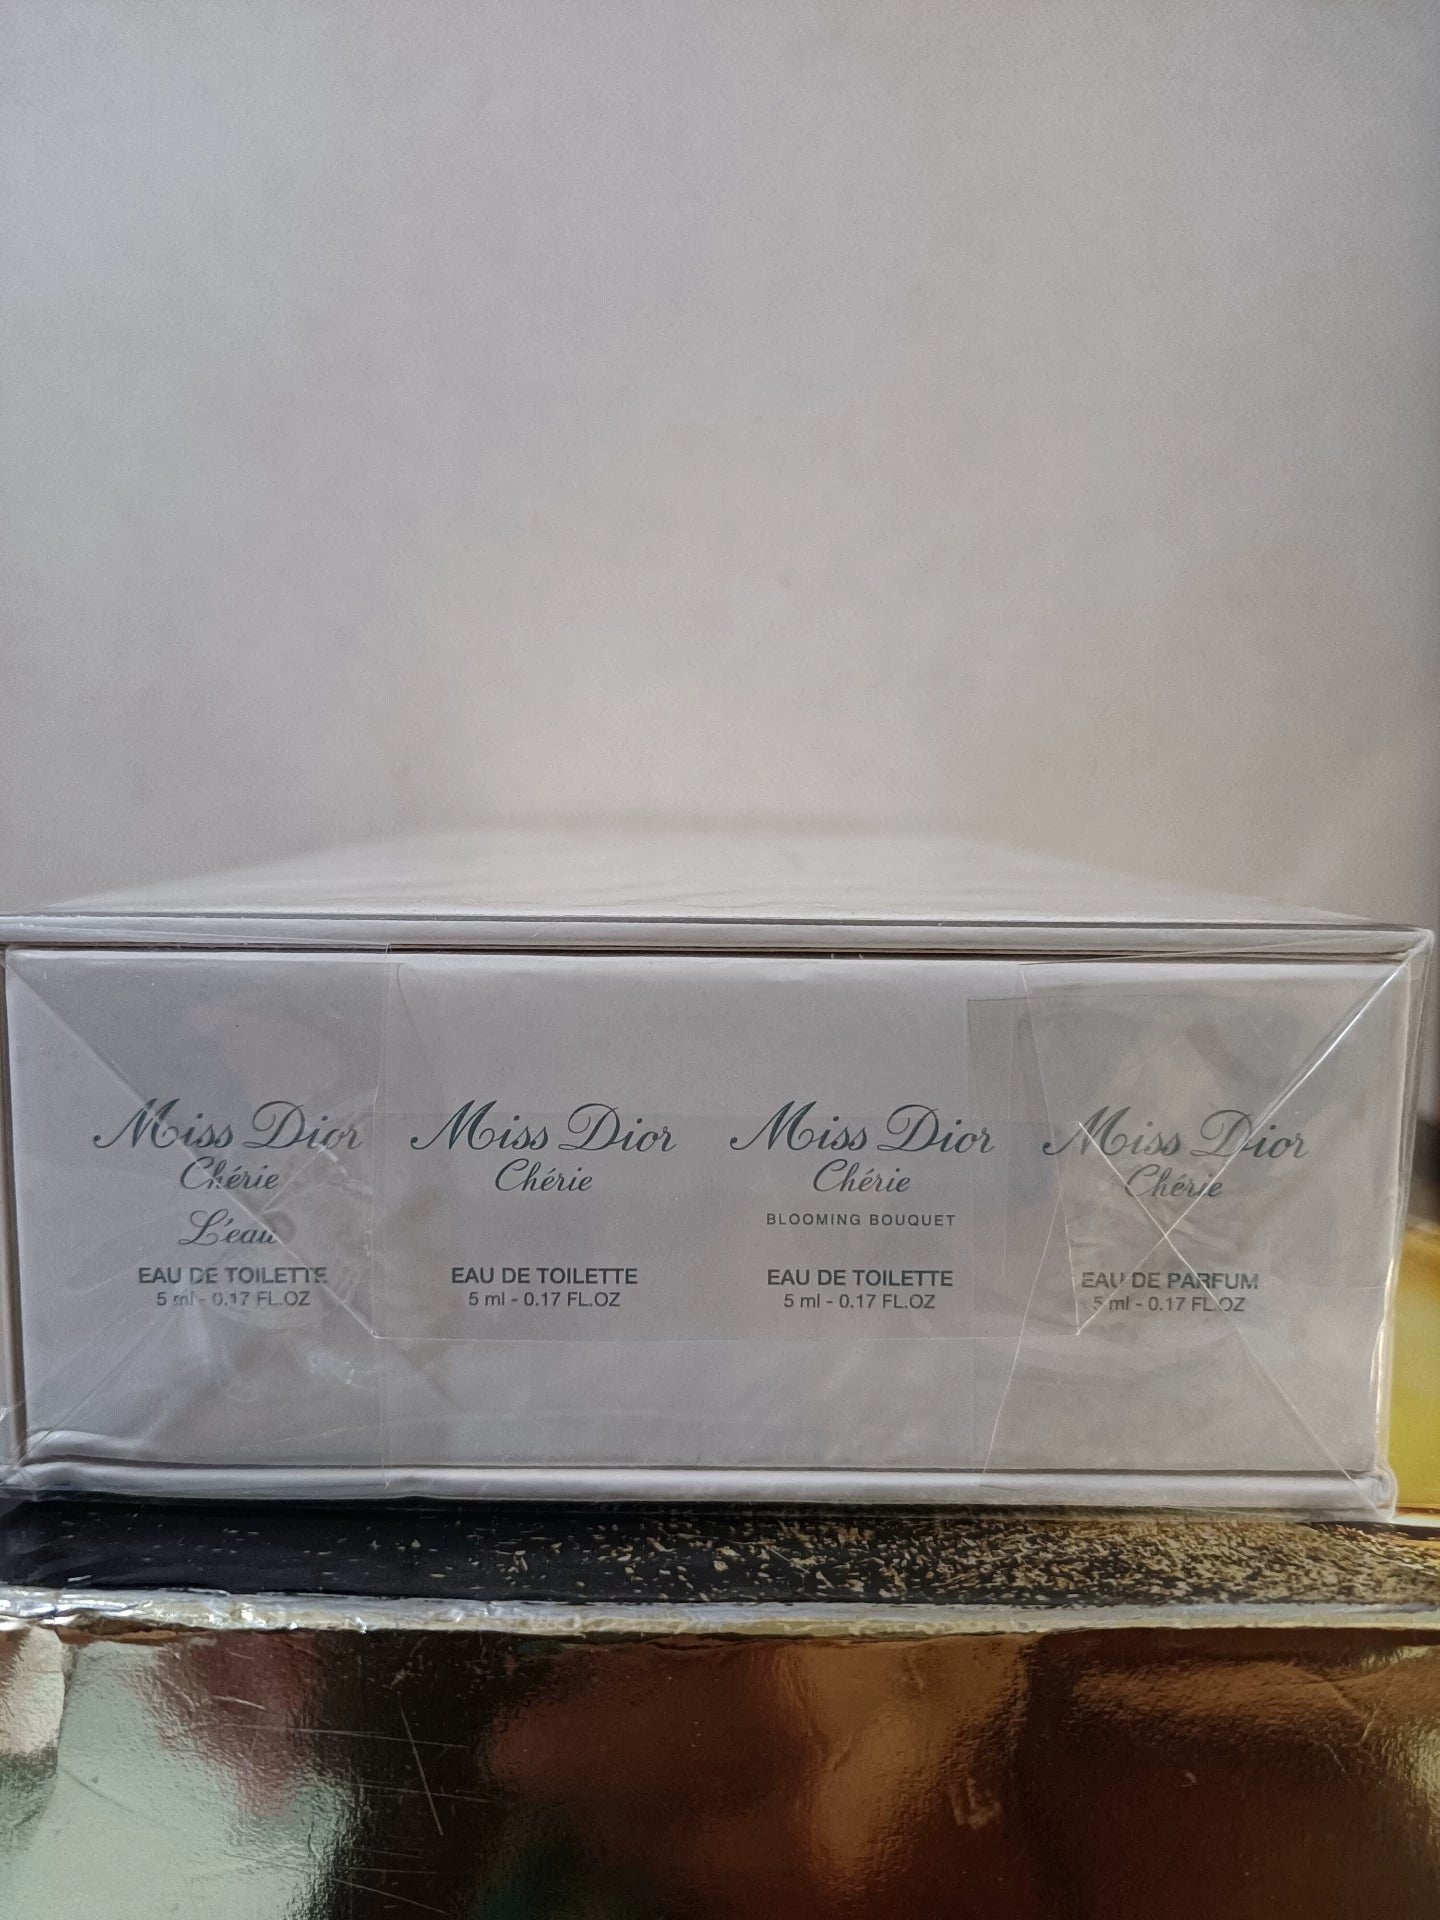 Miss Dior
Chérie
L'eau
EAU DE TOILETTE
5 ml - 0.17 FL.OZ
Miss Dior
Chérie
EAU DE TOILETTE
5 ml - 0.17 FL.OZ
Miss Dior
Chérie
BLOOMING BOUQUET
EAU DE TOILETTE
5 ml - 0.17 FL.OZ
Miss Dior
Chérie
EAU DE PARFUM
5 ml - 0.17 FL.OZ